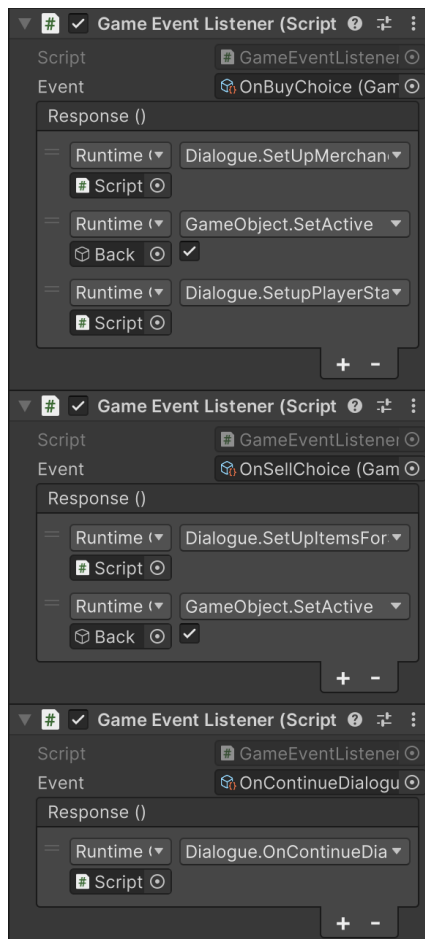 # Game Event Listener (Script
Script # GameEventListener
Event OnBuyChoice (Gam
Response ()
Runtime ( Dialogue.SetUpMerchan
# Script
Runtime ( GameObject.SetActive
Back
Runtime ( Dialogue.SetupPlayerSta
# Script
+ -
# Game Event Listener (Script
Script # GameEventListener
Event OnSellChoice (Gam
Response ()
Runtime ( Dialogue.SetUpItemsFor
# Script
Runtime ( GameObject.SetActive
Back
+ -
# Game Event Listener (Script
Script # GameEventListener
Event OnContinueDialogu
Response ()
Runtime ( Dialogue.OnContinueDia
# Script
+ -